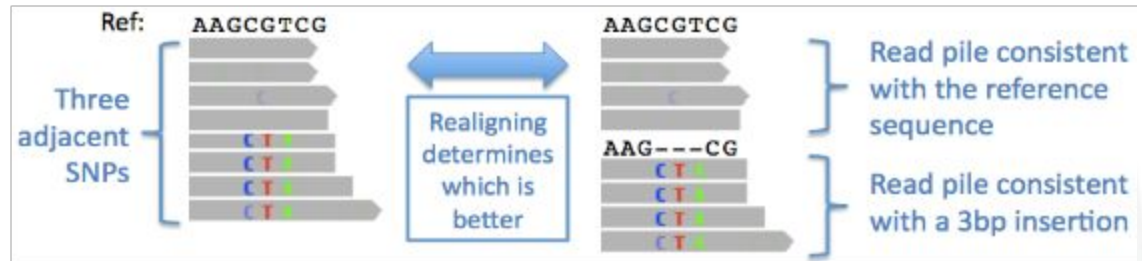 Ref: AAGCGTCG
Three
adjacent
SNPs
C
C T A
C T A
C T A
C T A
Realigning
determines
which is
better
AAGCGTCG
C
AAG---CG
C T A
C T A
C T A
C T A
Read pile consistent
with the reference
sequence
Read pile consistent
with a 3bp insertion